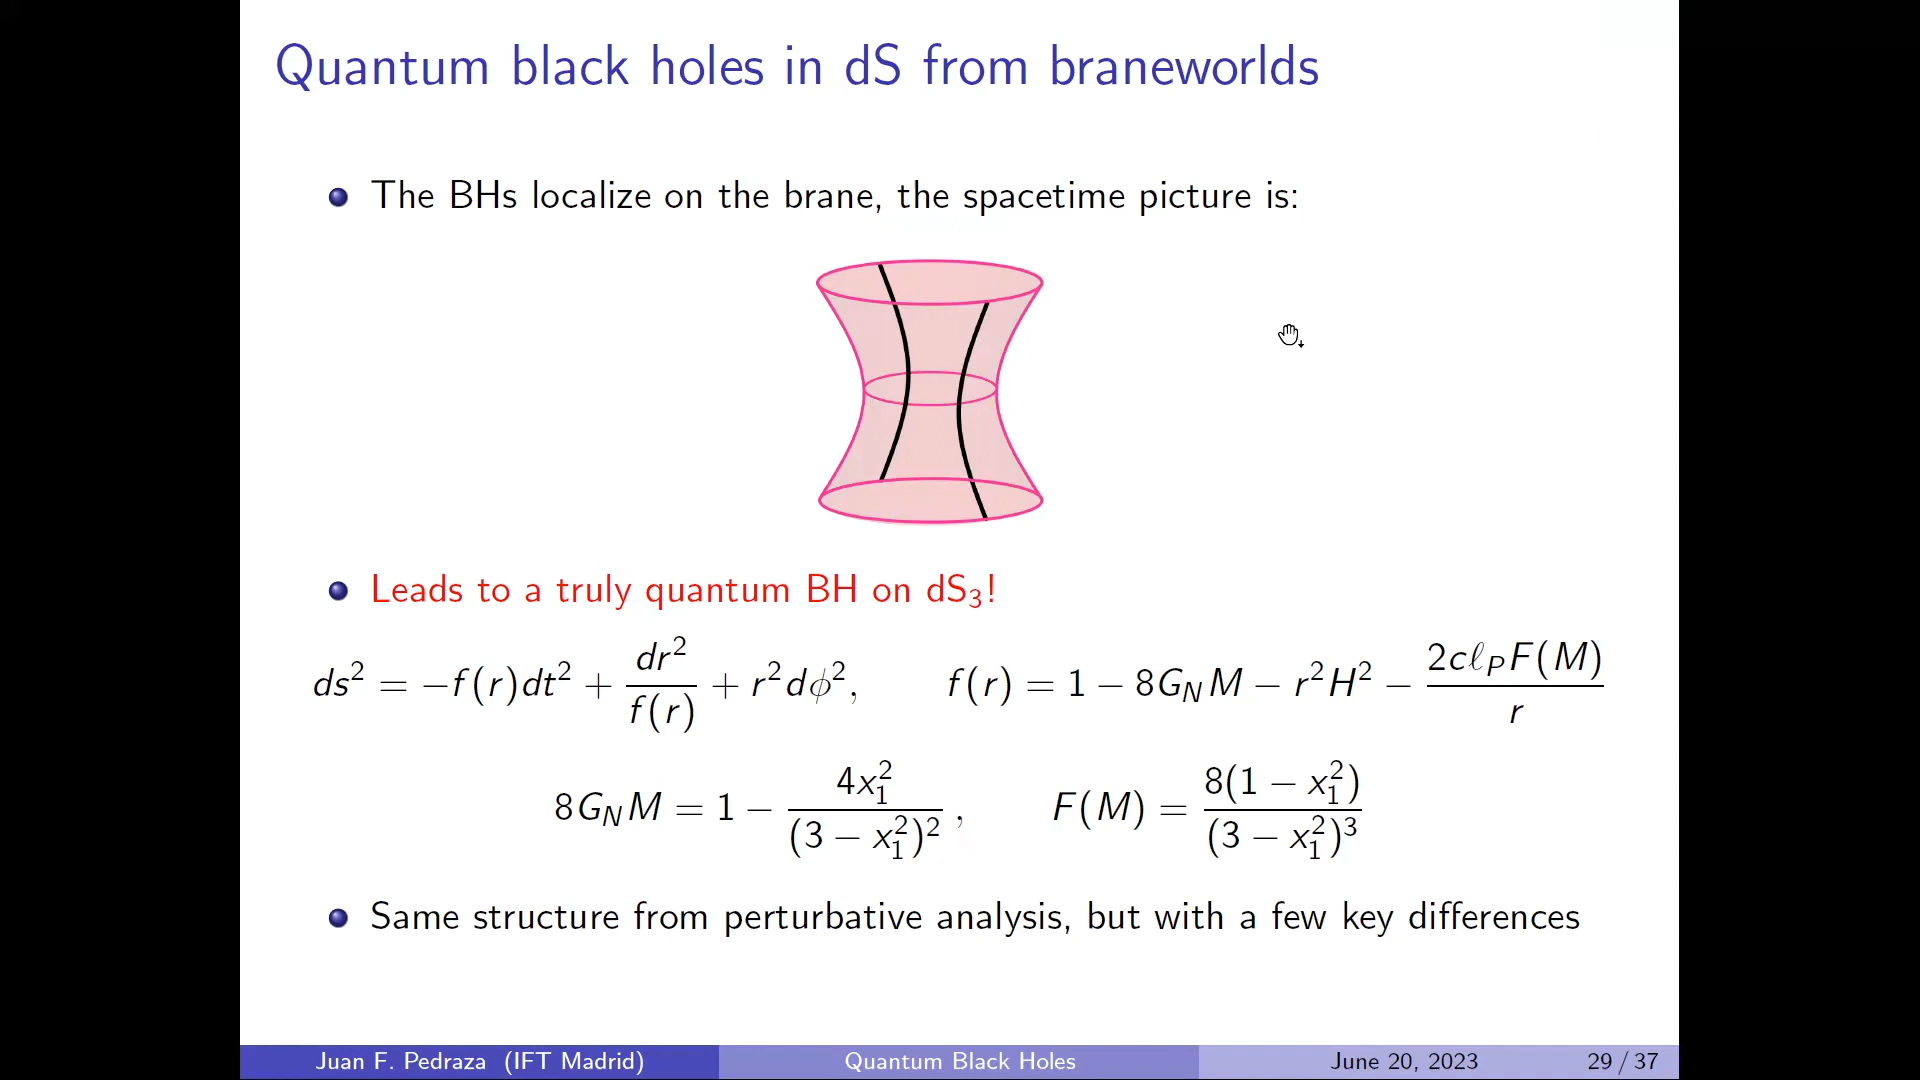 Quantum black holes in dS from braneworlds
The BHs localize on the brane, the spacetime picture is:
Leads to a truly quantum BH on dS₃!
ds² = −f(r)dt² + dr²/f(r) + r²dϕ², f(r) = 1 − 8G_N M − r²H² − 2cℓ_P F(M)/r
8G_N M = 1 − 4x₁²/(3 − x₁²)², F(M) = 8(1 − x₁²)/(3 − x₁²)³
Same structure from perturbative analysis, but with a few key differences
Juan F. Pedraza (IFT Madrid) Quantum Black Holes June 20, 2023 29 / 37